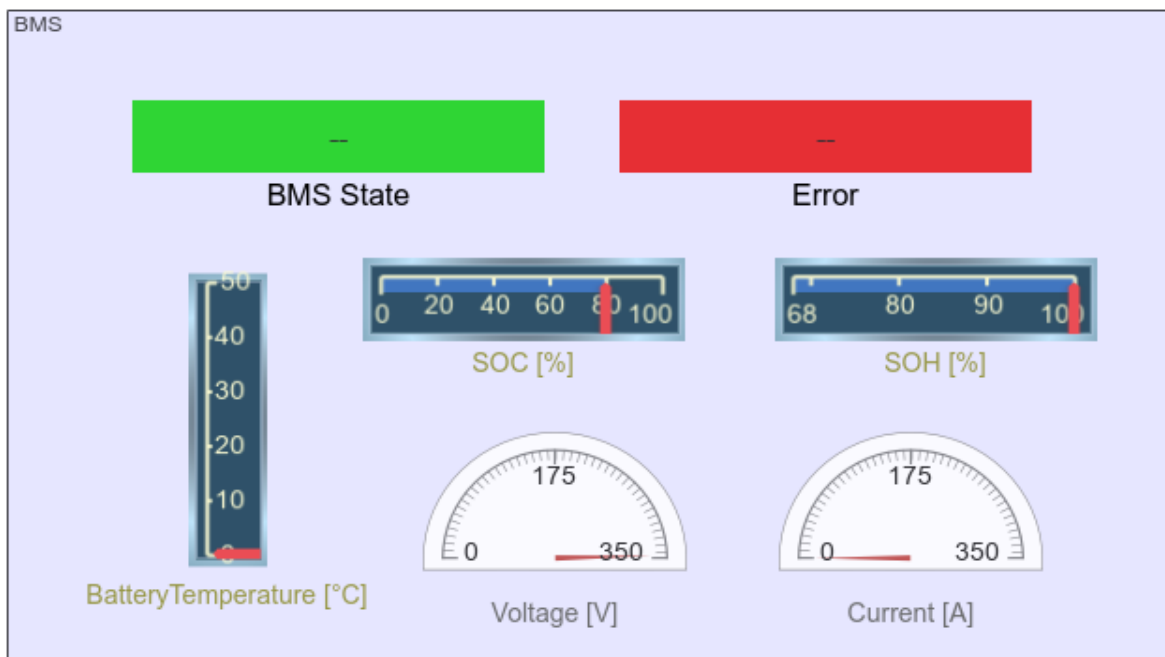 BMS
--
--
BMS State
Error
50
40
30
20
10
0
BatteryTemperature [°C]
0 20 40 60 80 100
SOC [%]
68 80 90 100
SOH [%]
175
0 350
Voltage [V]
175
0 350
Current [A]